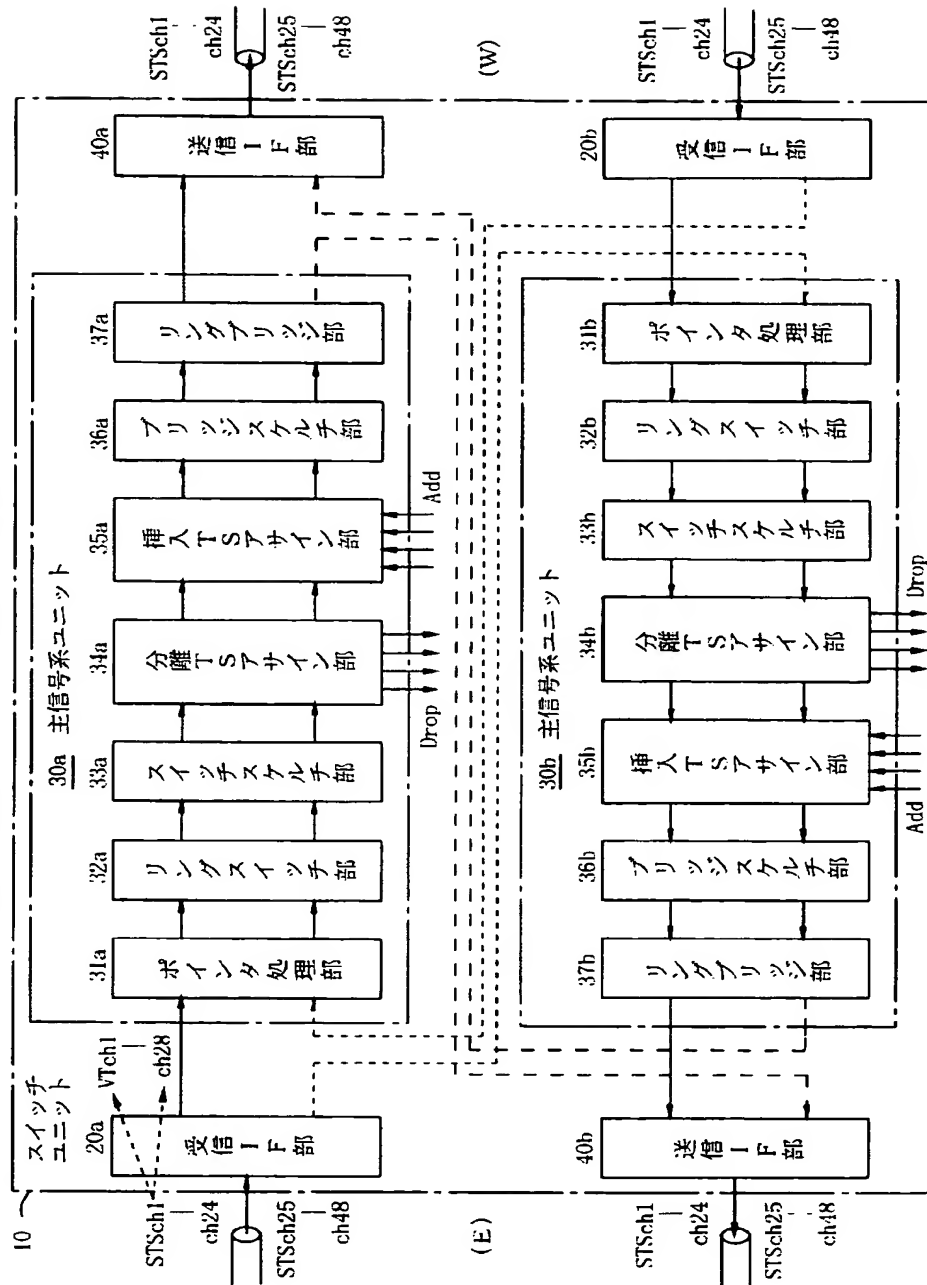 10
スイッチ
ユニット
STSch1
ch24
STSch25
ch48
VTch1
ch28
(E)
20a
受信IF部
30a 主信号系ユニット
31a
ポインタ処理部
32a
リングスイッチ部
33a
スイッチスケルチ部
34a
分離TSアサイン部
Drop
35a
挿入TSアサイン部
Add
36a
ブリッジスケルチ部
37a
リングブリッジ部
40a
送信IF部
STSch1
ch24
STSch25
ch48
(W)
40b
送信IF部
STSch1
ch24
STSch25
ch48
30b 主信号系ユニット
37b
リングブリッジ部
36b
ブリッジスケルチ部
35b
挿入TSアサイン部
Add
34b
分離TSアサイン部
Drop
33b
スイッチスケルチ部
32b
リングスイッチ部
31b
ポインタ処理部
20b
受信IF部
STSch1
ch24
STSch25
ch48